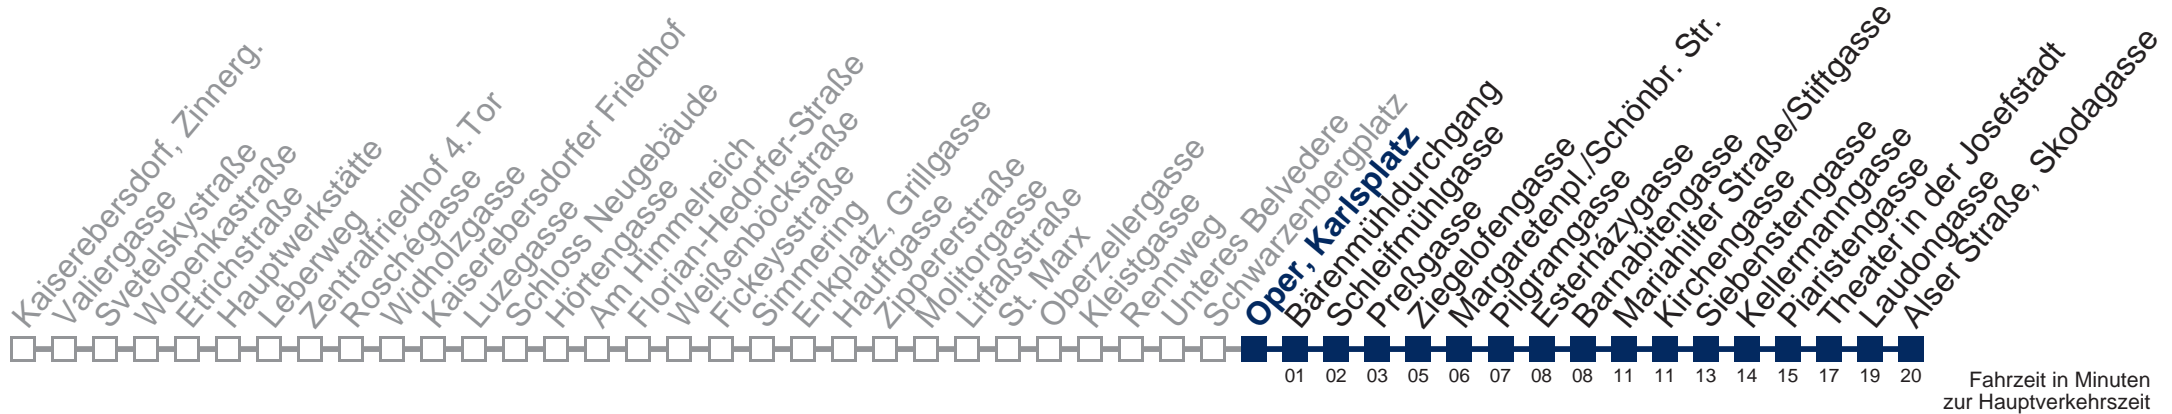 Kaiserebersdorf, Zinnerg.
Valiergasse
Svetelskystraße
Wopenkastraße
Etrichstraße
Hauptwerkstätte
Leberweg
Zentralfriedhof 4.Tor
Roschégasse
Widholzgasse
Kaiserebersdorfer Friedhof
Luzegasse
Schloss Neugebäude
Hörtengasse
Am Himmelreich
Florian-Hedorfer-Straße
Weißenböckstraße
Fickeysstraße
Simmering
Enkplatz, Grillgasse
Hauffgasse
Zippererstraße
Molitorgasse
Litfaßstraße
St. Marx
Oberzellergasse
Kleistgasse
Rennweg
Unteres Belvedere
Schwarzenbergplatz
Oper, Karlsplatz
Bärenmühldurchgang
Schleifmühlgasse
Preßgasse
Ziegelofengasse
Margaretenpl./Schönbr. Str.
Pilgramgasse
Esterházygasse
Barnabitengasse
Mariahilfer Straße/Stiftgasse
Kirchengasse
Siebensterngasse
Kellermanngasse
Piaristengasse
Theater in der Josefstadt
Laudongasse
Alser Straße, Skodagasse
01 02 03 05 06 07 08 08 11 11 13 14 15 17 19 20
Fahrzeit in Minuten
zur Hauptverkehrszeit